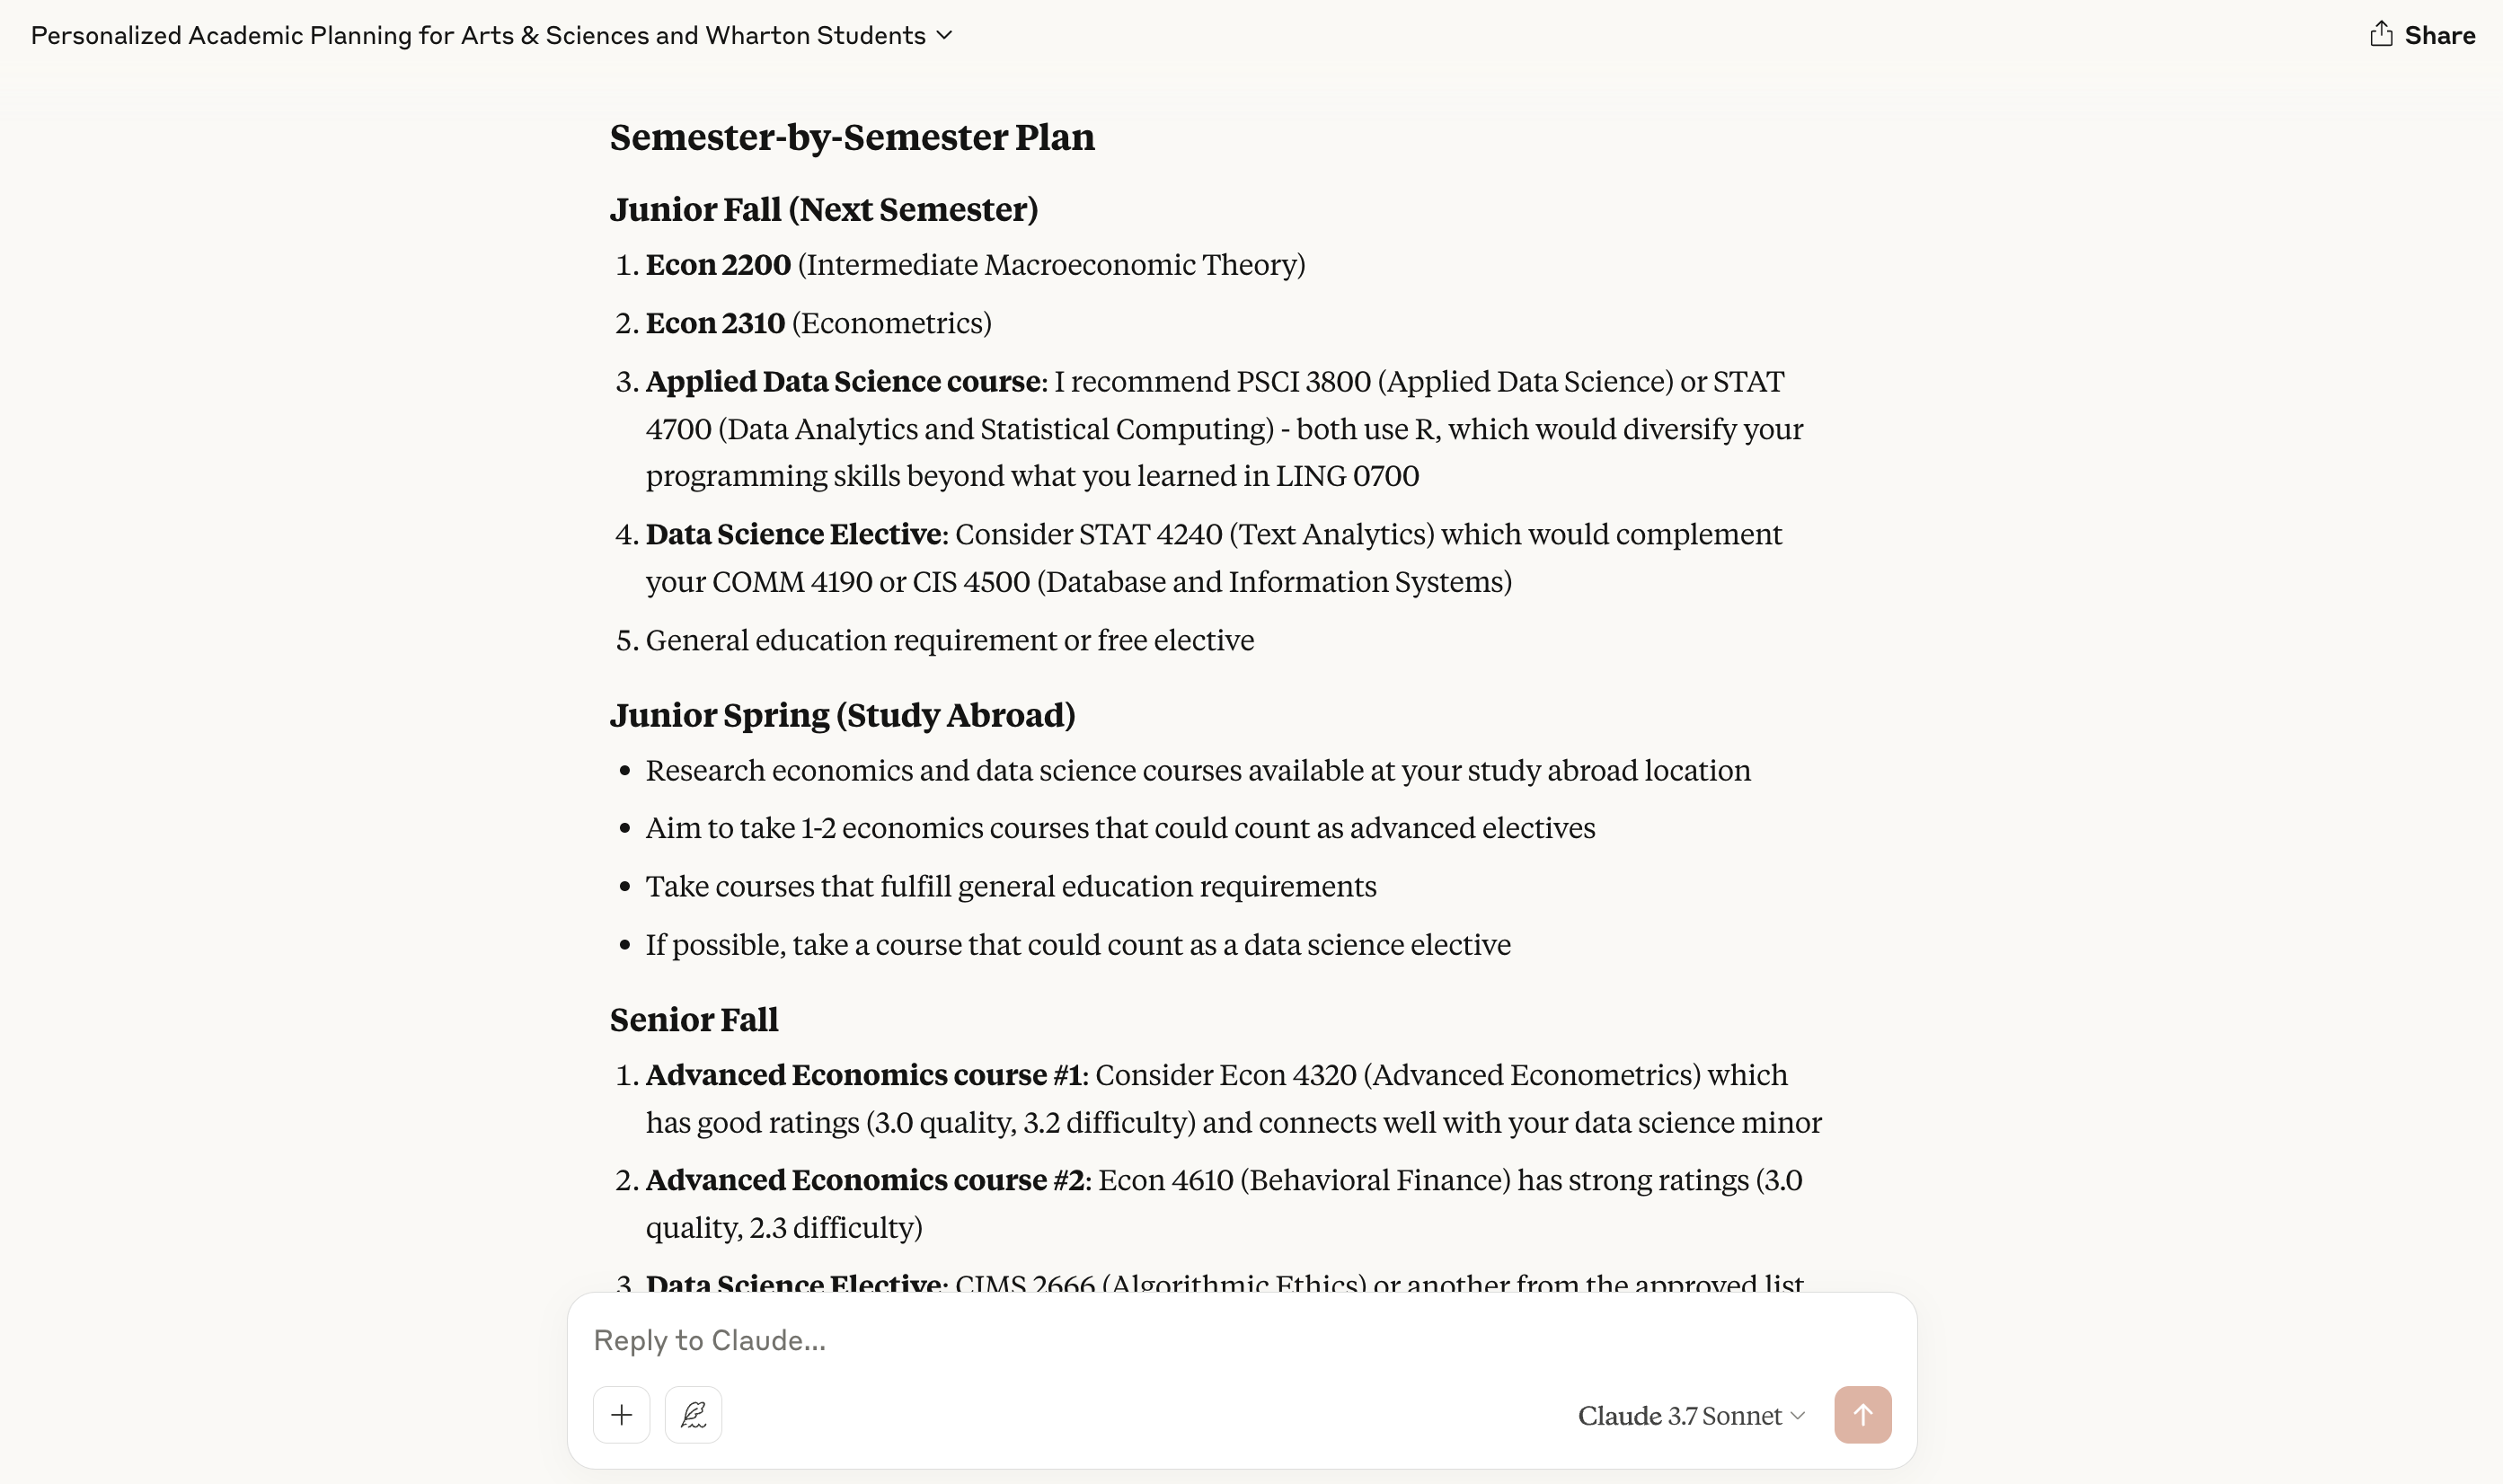 Personalized Academic Planning for Arts & Sciences and Wharton Students
Share
Semester-by-Semester Plan
Junior Fall (Next Semester)
1. Econ 2200 (Intermediate Macroeconomic Theory)
2. Econ 2310 (Econometrics)
3. Applied Data Science course: I recommend PSCI 3800 (Applied Data Science) or STAT
4700 (Data Analytics and Statistical Computing) - both use R, which would diversify your
programming skills beyond what you learned in LING 0700
4. Data Science Elective: Consider STAT 4240 (Text Analytics) which would complement
your COMM 4190 or CIS 4500 (Database and Information Systems)
5. General education requirement or free elective
Junior Spring (Study Abroad)
• Research economics and data science courses available at your study abroad location
• Aim to take 1-2 economics courses that could count as advanced electives
• Take courses that fulfill general education requirements
• If possible, take a course that could count as a data science elective
Senior Fall
1. Advanced Economics course #1: Consider Econ 4320 (Advanced Econometrics) which
has good ratings (3.0 quality, 3.2 difficulty) and connects well with your data science minor
2. Advanced Economics course #2: Econ 4610 (Behavioral Finance) has strong ratings (3.0
quality, 2.3 difficulty)
3. Data Science Elective: CIMS 2666 (Algorithmic Ethics) or another from the approved list
Reply to Claude...
Claude 3.7 Sonnet